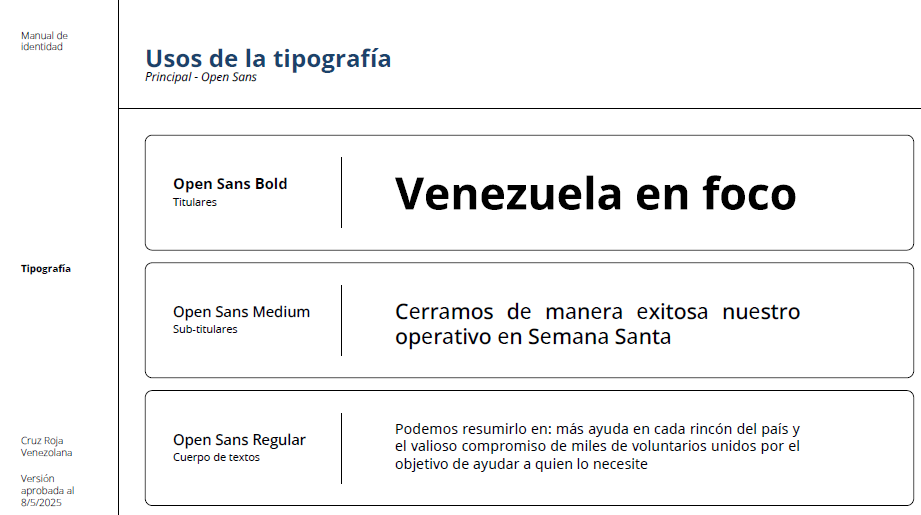 Manual de
identidad
Usos de la tipografía
Principal - Open Sans
Open Sans Bold
Titulares
Venezuela en foco
Tipografía
Open Sans Medium
Sub-titulares
Cerramos de manera exitosa nuestro
operativo en Semana Santa
Open Sans Regular
Cuerpo de textos
Podemos resumirlo en: más ayuda en cada rincón del país y
el valioso compromiso de miles de voluntarios unidos por el
objetivo de ayudar a quien lo necesite
Cruz Roja
Venezolana
Versión
aprobada al
8/5/2025